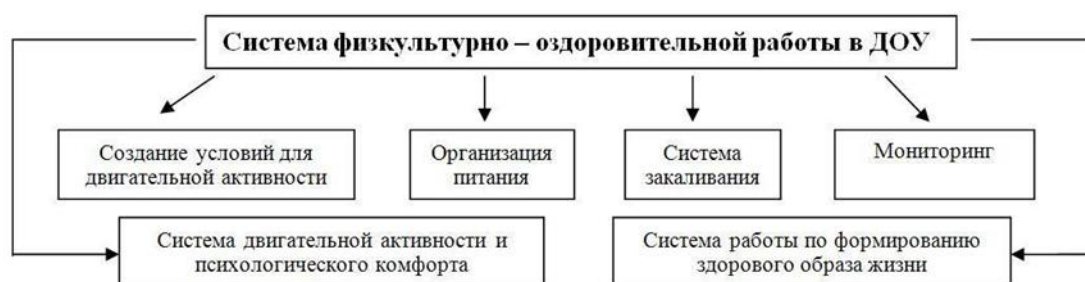 Система физкультурно – оздоровительной работы в ДОУ
Создание условий для
двигательной активности
Организация
питания
Система
закаливания
Мониторинг
Система двигательной активности и
психологического комфорта
Система работы по формированию
здорового образа жизни